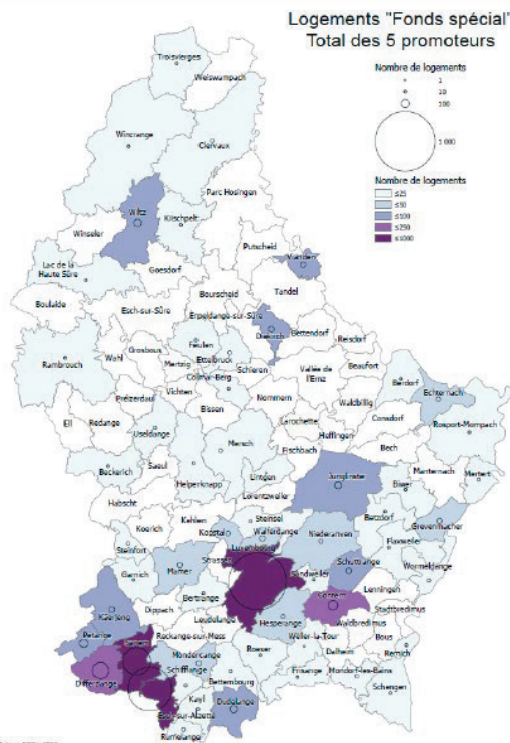 Logements "Fonds spécial"
Total des 5 promoteurs
Nombre de logements
1
10
100
1 000
Nombre de logements
≤25
≤50
≤100
≤250
≤1000
Troisvierges
Weiswampach
Wincrange
Clervaux
Parc Hosingen
Wiltz
Kiischpelt
Winseler
Putscheid
Vianden
Lac de la
Haute Sûre
Goesdorf
Tandel
Boulaide
Bourscheid
Esch-sur-Sûre
Erpeldange-sur-Sûre
Diekirch
Bettendorf
Reisdorf
Feulen
Grosbous
Ettelbruck
Rambrouch
Wahl
Mertzig
Schieren
Vallée de
l'Ernz
Beaufort
Colmar-Berg
Berdorf
Vichten
Nommern
Waldbillig
Echternach
Préizerdaul
Bissen
Consdorf
Ell
Redange
Larochette
Rosport-Mompach
Useldange
Heffingen
Mersch
Fischbach
Bech
Beckerich
Saeul
Helperknapp
Lintgen
Junglinster
Manternach
Mertert
Biwer
Habscht
Lorentzweiler
Koerich
Kehlen
Steinsel
Betzdorf
Grevenmacher
Kopstal
Walferdange
Niederanven
Flaxweiler
Steinfort
Luxembourg
Strassen
Schuttrange
Wormeldange
Garnich
Mamer
Sandweiler
Bertrange
Contern
Lenningen
Käerjeng
Dippach
Leudelange
Hesperange
Stadtbredimus
Waldbredimus
Pétange
Reckange-sur-Mess
Weiler-la-Tour
Bous
Sanem
Mondercange
Roeser
Dalheim
Remich
Differdange
Schifflange
Bettembourg
Frisange
Mondorf-les-Bains
Schengen
Esch-sur-Alzette
Kayl
Dudelange
Rumelange